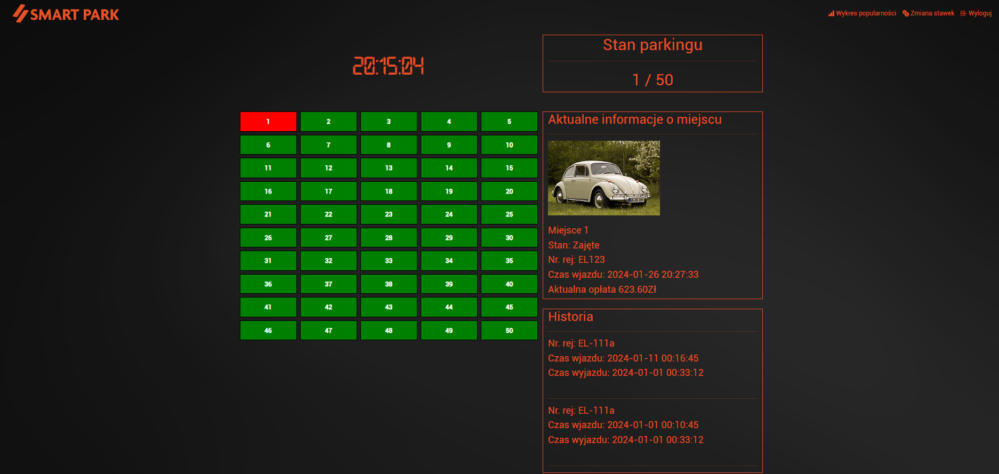 SMART PARK
Wykres popularności
Zmiana stawek
Wyloguj
20:15:04
Stan parkingu
1 / 50
1 2 3 4 5
6 7 8 9 10
11 12 13 14 15
16 17 18 19 20
21 22 23 24 25
26 27 28 29 30
31 32 33 34 35
36 37 38 39 40
41 42 43 44 45
46 47 48 49 50
Aktualne informacje o miejscu
Miejsce 1
Stan: Zajęte
Nr. rej: EL123
Czas wjazdu: 2024-01-26 20:27:33
Aktualna opłata 623.60Zł
Historia
Nr. rej: EL-111a
Czas wjazdu: 2024-01-11 00:16:45
Czas wyjazdu: 2024-01-01 00:33:12
Nr. rej: EL-111a
Czas wjazdu: 2024-01-01 00:10:45
Czas wyjazdu: 2024-01-01 00:33:12